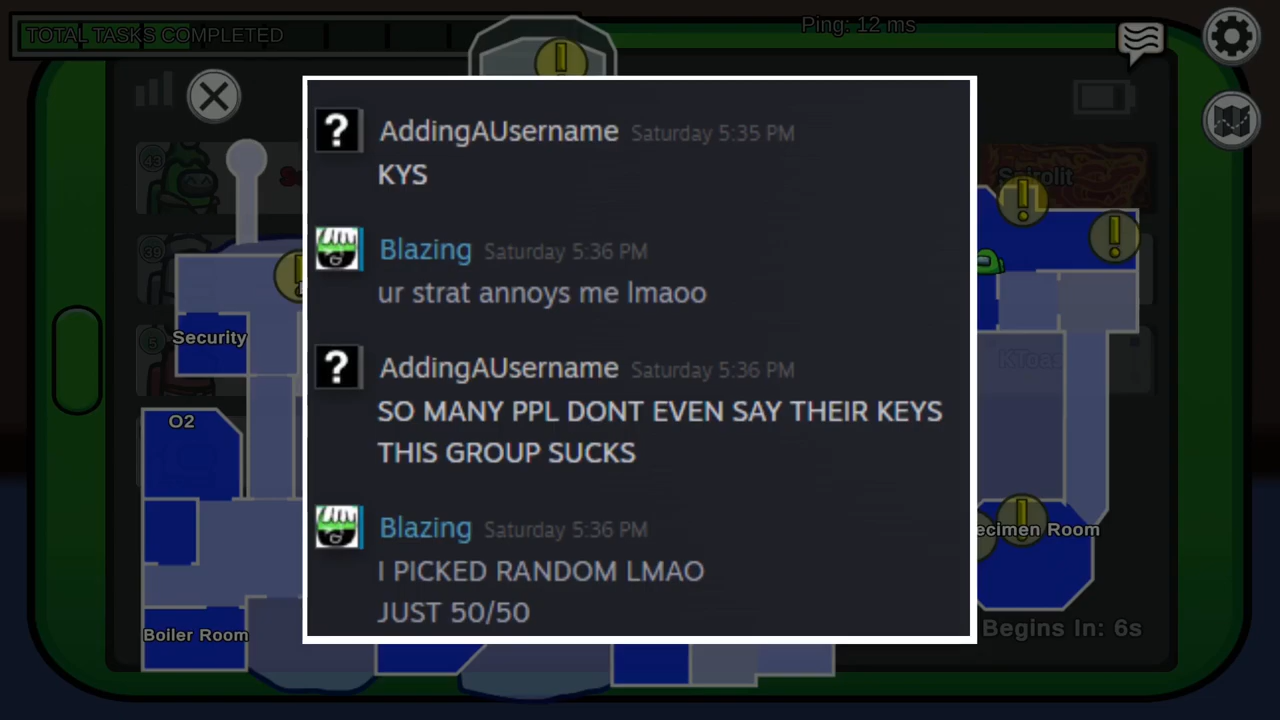 TOTAL TASKS COMPLETED
Ping: 12 ms
AddingAUsername Saturday 5:35 PM
KYS
Blazing Saturday 5:36 PM
ur strat annoys me lmaoo
AddingAUsername Saturday 5:36 PM
SO MANY PPL DONT EVEN SAY THEIR KEYS
THIS GROUP SUCKS
Blazing Saturday 5:36 PM
I PICKED RANDOM LMAO
JUST 50/50
43
30
5
Security
O2
Boiler Room
ecimen Room
Begins In: 6s